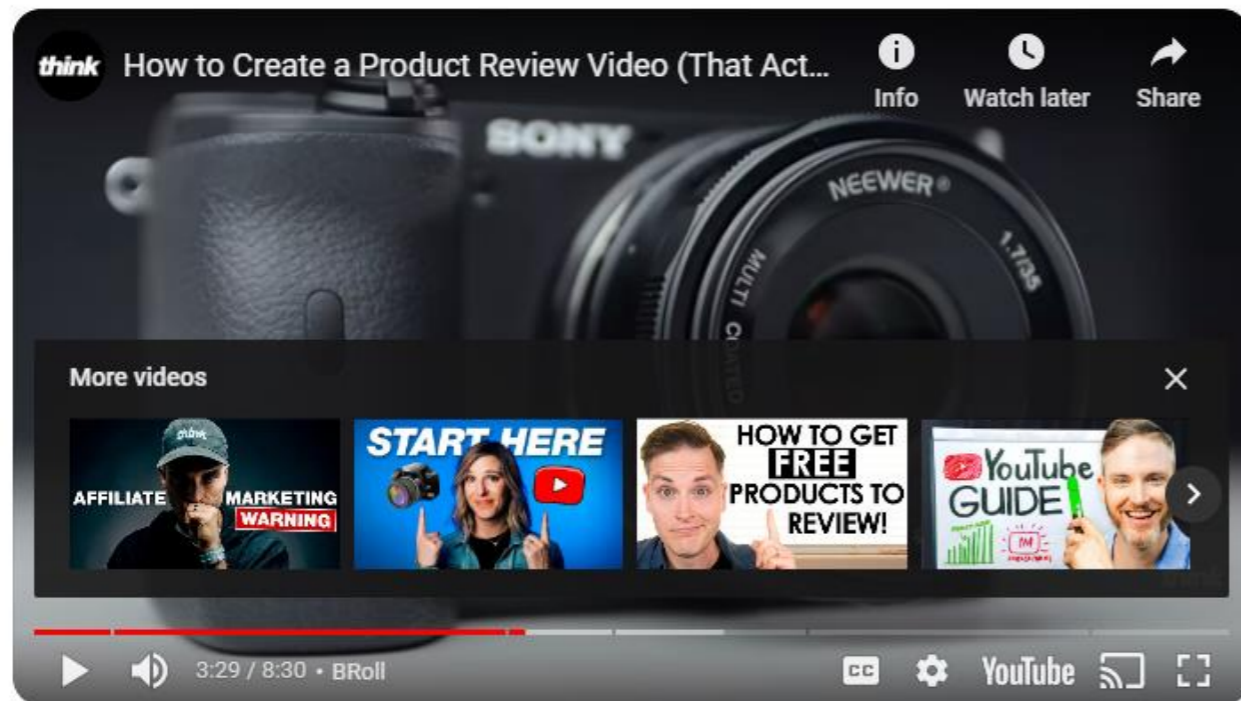 think How to Create a Product Review Video (That Act...
Info Watch later Share
SONY
NEEWER®
1.7/35
MULTI COATED
More videos
think
AFFILIATE MARKETING
WARNING
START HERE
HOW TO GET
FREE
PRODUCTS TO
REVIEW!
YouTube
GUIDE
1M
think
3:29 / 8:30 • BRoll
CC YouTube